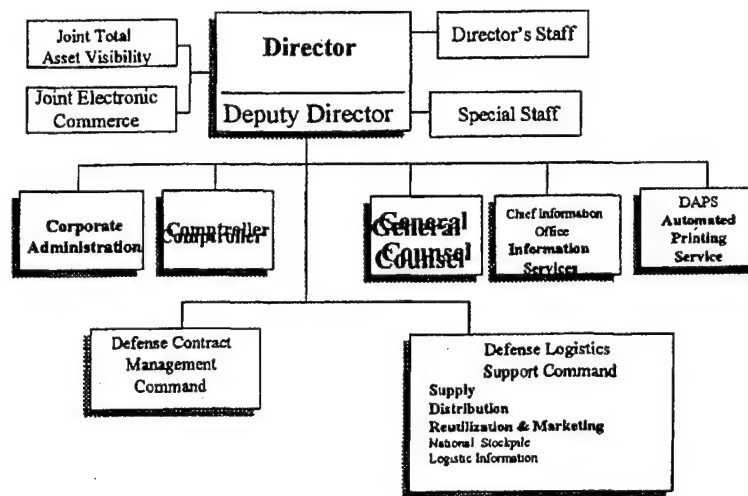 Joint Total
Asset Visibility
Joint Electronic
Commerce
Director
Deputy Director
Director's Staff
Special Staff
Corporate
Administration
Comptroller
General
Counsel
Chief Information
Office
Information
Services
DAPS
Automated
Printing
Service
Defense Contract
Management
Command
Defense Logistics
Support Command
Supply
Distribution
Reutilization & Marketing
National Stockpile
Logistic Information